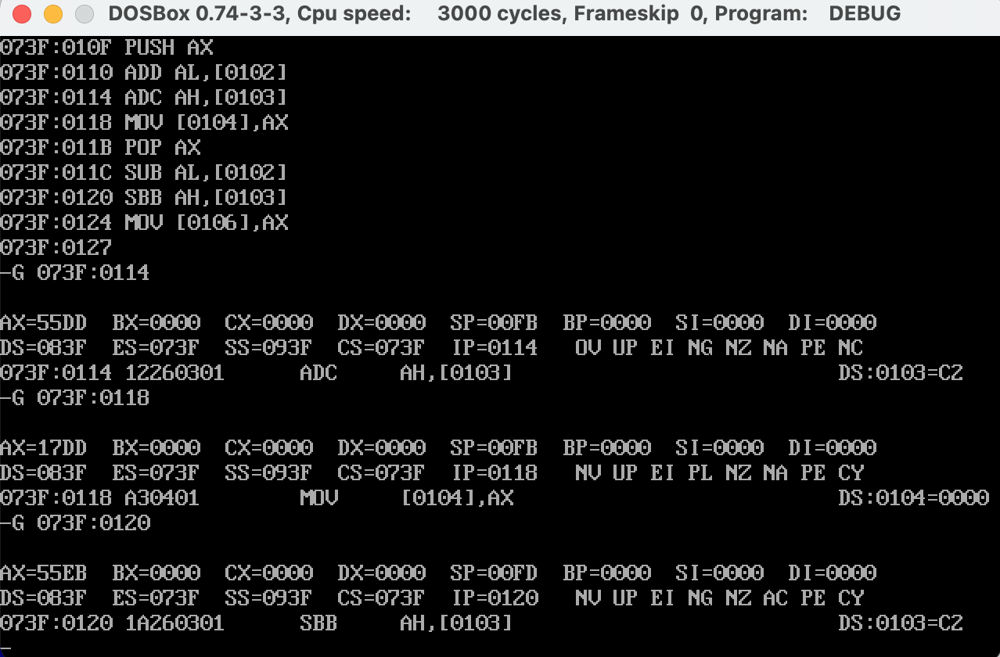 DOSBox 0.74-3-3, Cpu speed: 3000 cycles, Frameskip 0, Program: DEBUG
073F:010F PUSH AX
073F:0110 ADD AL,[0102]
073F:0114 ADC AH,[0103]
073F:0118 MOV [0104],AX
073F:011B POP AX
073F:011C SUB AL,[0102]
073F:0120 SBB AH,[0103]
073F:0124 MOV [0106],AX
073F:0127
-G 073F:0114
AX=55DD BX=0000 CX=0000 DX=0000 SP=00FB BP=0000 SI=0000 DI=0000
DS=083F ES=073F SS=093F CS=073F IP=0114 OV UP EI NG NZ NA PE NC
073F:0114 12260301 ADC AH,[0103] DS:0103=C2
-G 073F:0118
AX=17DD BX=0000 CX=0000 DX=0000 SP=00FB BP=0000 SI=0000 DI=0000
DS=083F ES=073F SS=093F CS=073F IP=0118 NV UP EI PL NZ NA PE CY
073F:0118 A30401 MOV [0104],AX DS:0104=0000
-G 073F:0120
AX=55EB BX=0000 CX=0000 DX=0000 SP=00FD BP=0000 SI=0000 DI=0000
DS=083F ES=073F SS=093F CS=073F IP=0120 NV UP EI NG NZ AC PE CY
073F:0120 1A260301 SBB AH,[0103] DS:0103=C2